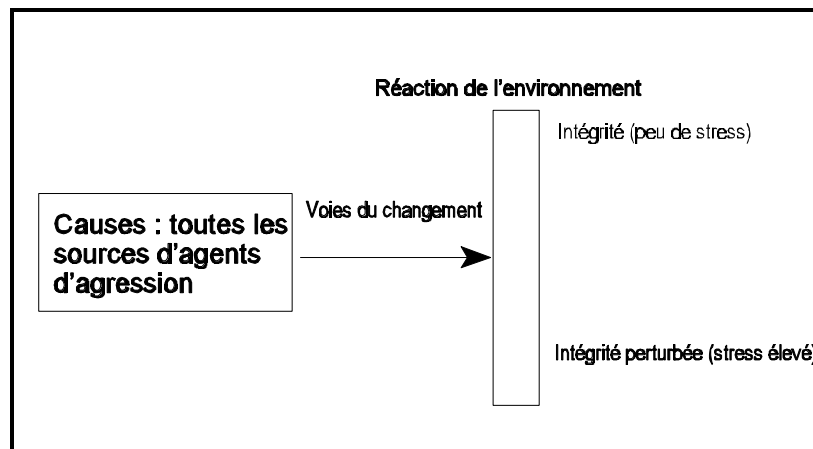 Réaction de l'environnement
Intégrité (peu de stress)
Voies du changement
Causes : toutes les
sources d'agents
d'agression
Intégrité perturbée (stress élevé)